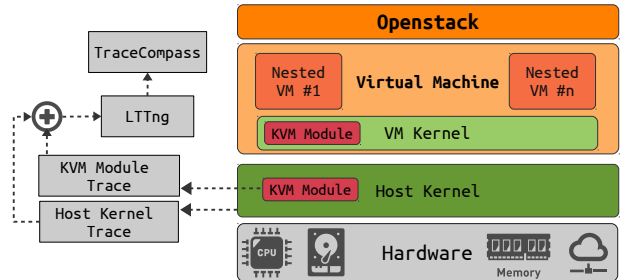 Openstack
TraceCompass
Nested
VM #1
Virtual Machine
Nested
VM #n
LTTng
KVM Module
VM Kernel
KVM Module
Trace
KVM Module
Host Kernel
Host Kernel
Trace
CPU
Hardware
Memory